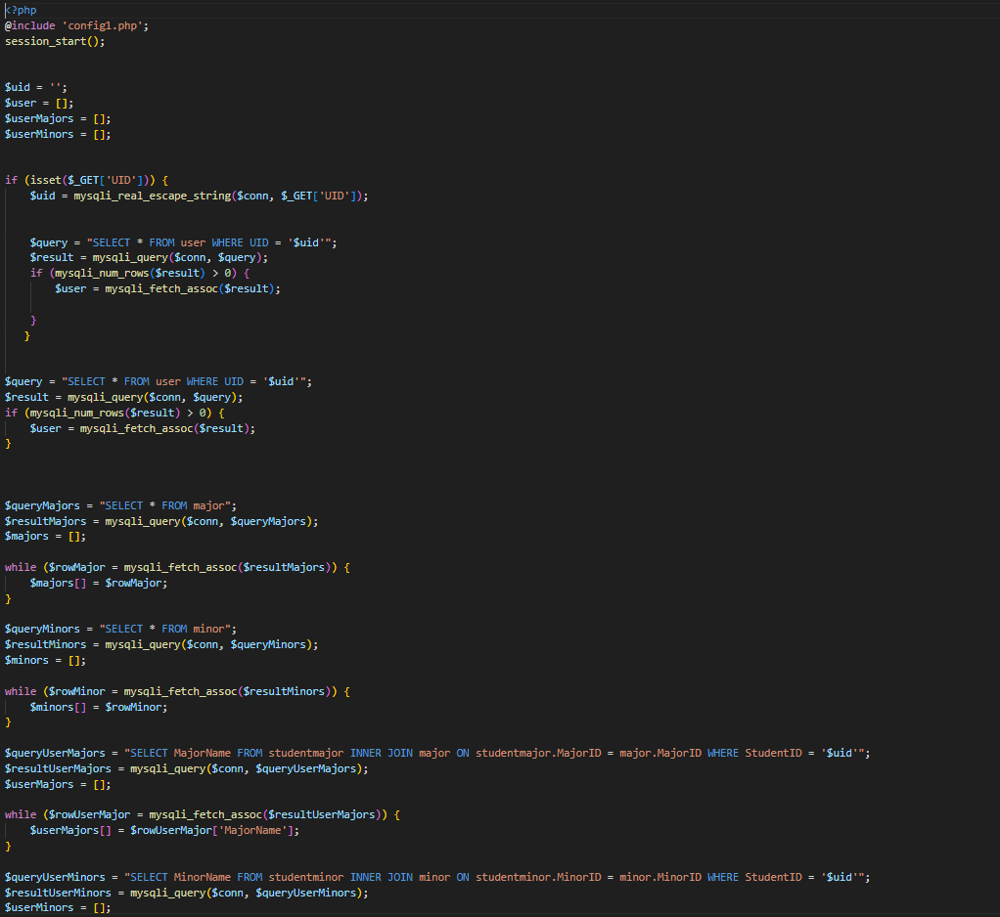 <?php
@include 'config1.php';
session_start();
$uid = '';
$user = [];
$userMajors = [];
$userMinors = [];
if (isset($_GET['UID'])) {
    $uid = mysqli_real_escape_string($conn, $_GET['UID']);
    $query = "SELECT * FROM user WHERE UID = '$uid'";
    $result = mysqli_query($conn, $query);
    if (mysqli_num_rows($result) > 0) {
        $user = mysqli_fetch_assoc($result);
    }
   }
$query = "SELECT * FROM user WHERE UID = '$uid'";
$result = mysqli_query($conn, $query);
if (mysqli_num_rows($result) > 0) {
    $user = mysqli_fetch_assoc($result);
}
$queryMajors = "SELECT * FROM major";
$resultMajors = mysqli_query($conn, $queryMajors);
$majors = [];
while ($rowMajor = mysqli_fetch_assoc($resultMajors)) {
    $majors[] = $rowMajor;
}
$queryMinors = "SELECT * FROM minor";
$resultMinors = mysqli_query($conn, $queryMinors);
$minors = [];
while ($rowMinor = mysqli_fetch_assoc($resultMinors)) {
    $minors[] = $rowMinor;
}
$queryUserMajors = "SELECT MajorName FROM studentmajor INNER JOIN major ON studentmajor.MajorID = major.MajorID WHERE StudentID = '$uid'";
$resultUserMajors = mysqli_query($conn, $queryUserMajors);
$userMajors = [];
while ($rowUserMajor = mysqli_fetch_assoc($resultUserMajors)) {
    $userMajors[] = $rowUserMajor['MajorName'];
}
$queryUserMinors = "SELECT MinorName FROM studentminor INNER JOIN minor ON studentminor.MinorID = minor.MinorID WHERE StudentID = '$uid'";
$resultUserMinors = mysqli_query($conn, $queryUserMinors);
$userMinors = [];